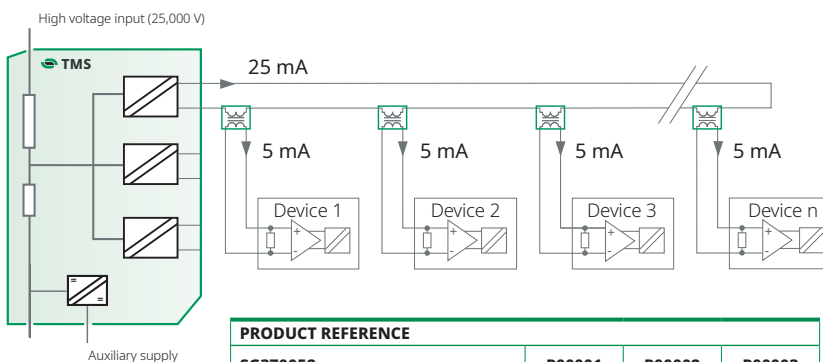 High voltage input (25,000 V)
TMS
25 mA
5 mA
5 mA
5 mA
5 mA
Device 1
Device 2
Device 3
Device n
+
-
+
-
+
-
+
-
=
=
Auxiliary supply
PRODUCT REFERENCE